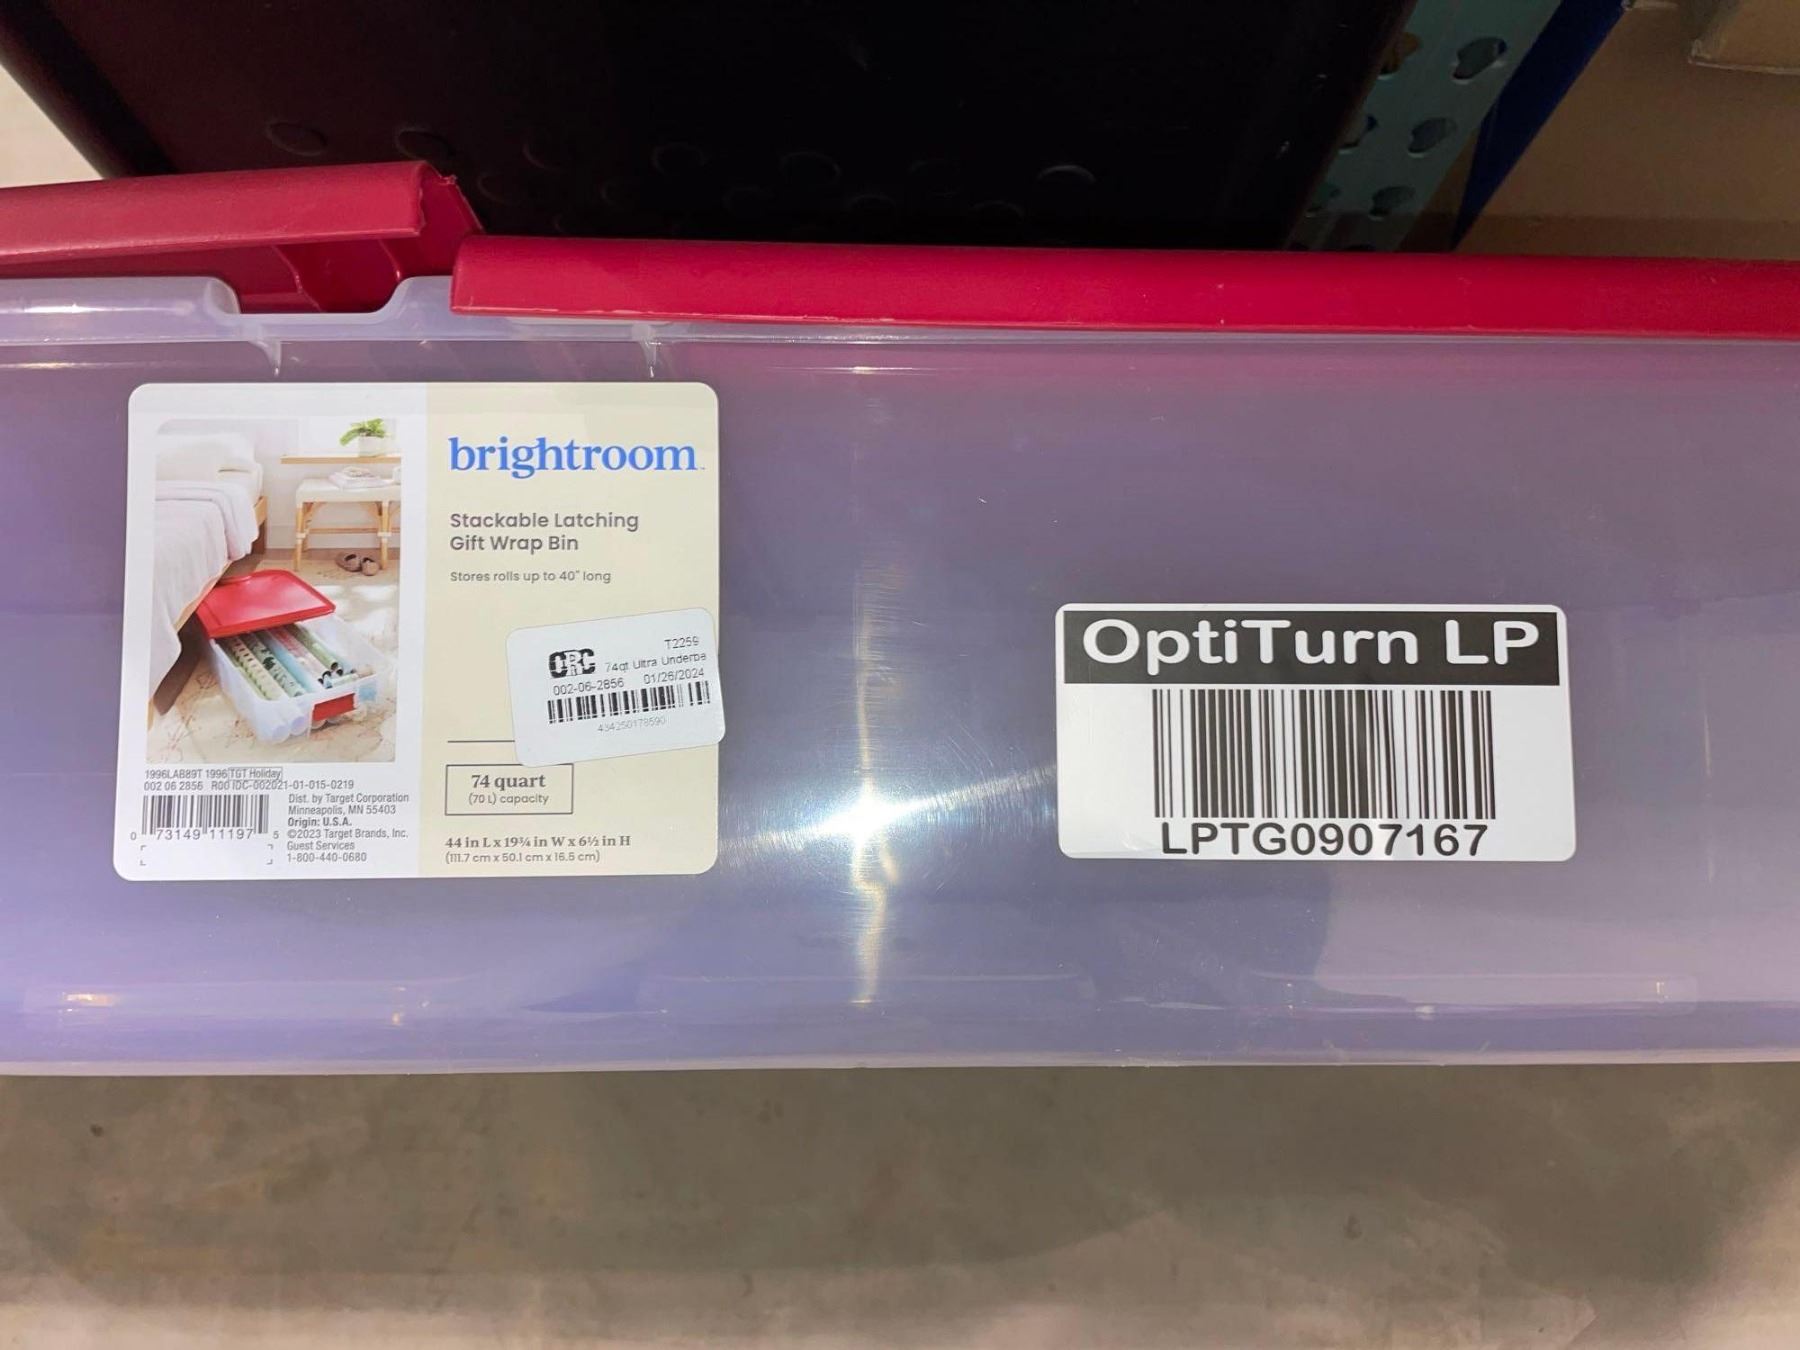 brightroom™
Stackable Latching
Gift Wrap Bin
Stores rolls up to 40" long
T2259
CRC 74qt Ultra Underbe
002-06-2856 01/26/2024
434250178590
74 quart
(70 L) capacity
44 in L x 19¾ in W x 6½ in H
(111.7 cm x 50.1 cm x 16.5 cm)
1996LAB89T 1996 TGT Holiday
002 06 2856 R00 IDC-002021-01-015-0219
Dist. by Target Corporation
Minneapolis, MN 55403
Origin: U.S.A.
©2023 Target Brands, Inc.
Guest Services
1-800-440-0680
0 73149 11197 5
OptiTurn LP
LPTG0907167